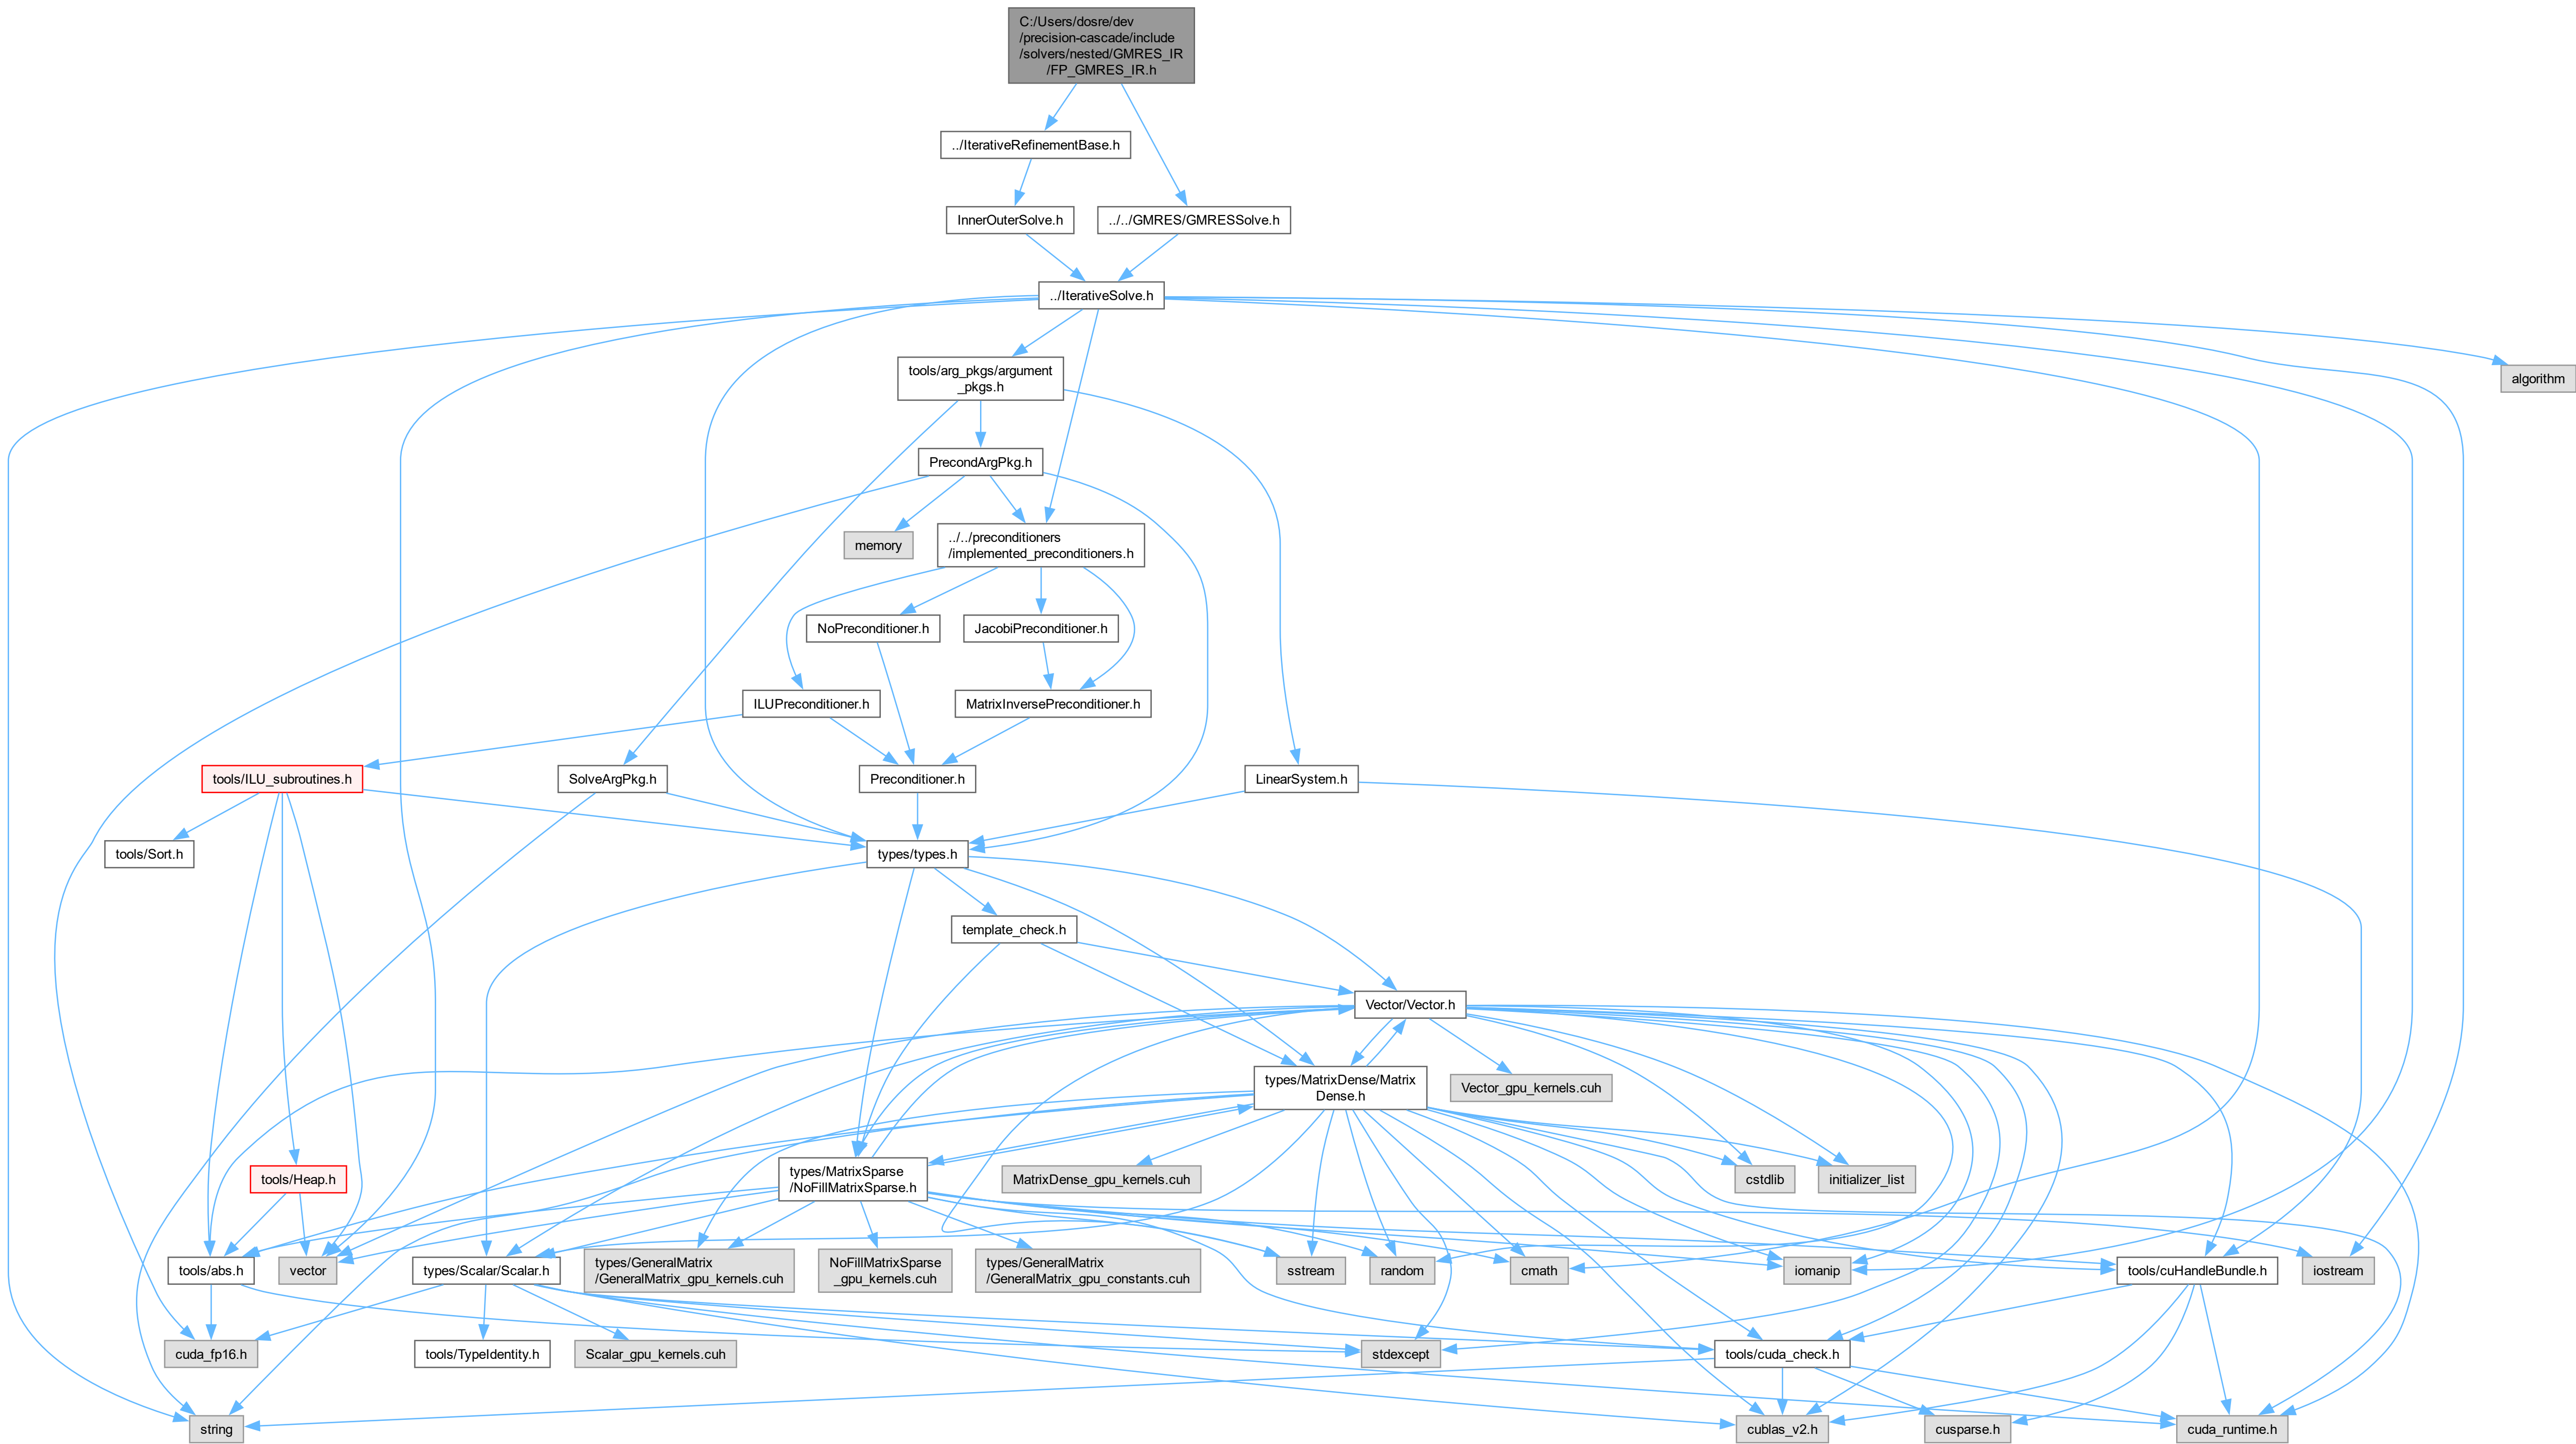 C:/Users/dosre/dev
/precision-cascade/include
/solvers/nested/GMRES_IR
/FP_GMRES_IR.h
../IterativeRefinementBase.h
InnerOuterSolve.h
../../GMRES/GMRESSolve.h
../IterativeSolve.h
tools/arg_pkgs/argument
_pkgs.h
algorithm
PrecondArgPkg.h
memory
../../preconditioners
/implemented_preconditioners.h
NoPreconditioner.h
JacobiPreconditioner.h
ILUPreconditioner.h
MatrixInversePreconditioner.h
tools/ILU_subroutines.h
SolveArgPkg.h
Preconditioner.h
LinearSystem.h
tools/Sort.h
types/types.h
template_check.h
Vector/Vector.h
types/MatrixDense/Matrix
Dense.h
Vector_gpu_kernels.cuh
tools/Heap.h
types/MatrixSparse
/NoFillMatrixSparse.h
MatrixDense_gpu_kernels.cuh
cstdlib
initializer_list
tools/abs.h
vector
types/Scalar/Scalar.h
types/GeneralMatrix
/GeneralMatrix_gpu_kernels.cuh
NoFillMatrixSparse
_gpu_kernels.cuh
types/GeneralMatrix
/GeneralMatrix_gpu_constants.cuh
sstream
random
cmath
iomanip
tools/cuHandleBundle.h
iostream
cuda_fp16.h
tools/TypeIdentity.h
Scalar_gpu_kernels.cuh
stdexcept
tools/cuda_check.h
string
cublas_v2.h
cusparse.h
cuda_runtime.h